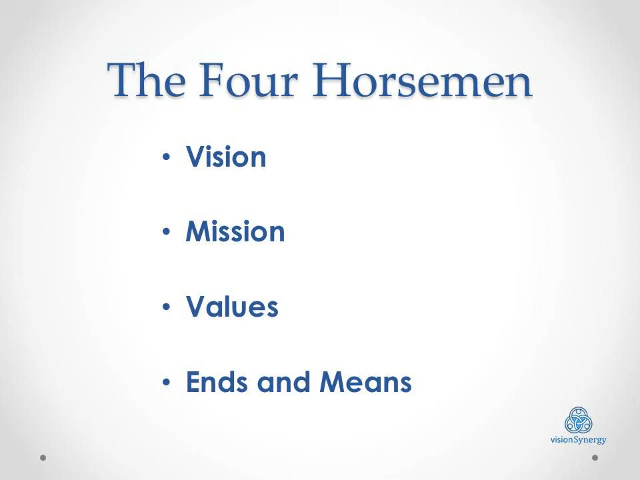 The Four Horsemen
• Vision
• Mission
• Values
• Ends and Means
visionSynergy